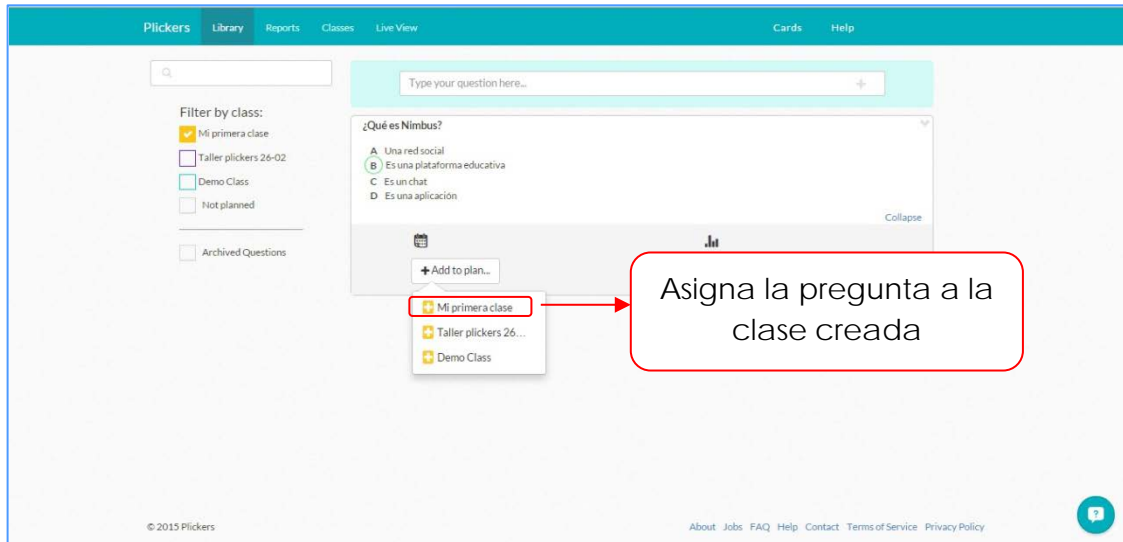 Plickers Library Reports Classes Live View Cards Help
Type your question here...
Filter by class:
Mi primera clase
Taller plickers 26-02
Demo Class
Not planned
Archived Questions
¿Qué es Nimbus?
A Una red social
B Es una plataforma educativa
C Es un chat
D Es una aplicación
Collapse
+Add to plan...
Mi primera clase
Taller plickers 26...
Demo Class
Asigna la pregunta a la
clase creada
© 2015 Plickers
About Jobs FAQ Help Contact Terms of Service Privacy Policy
?